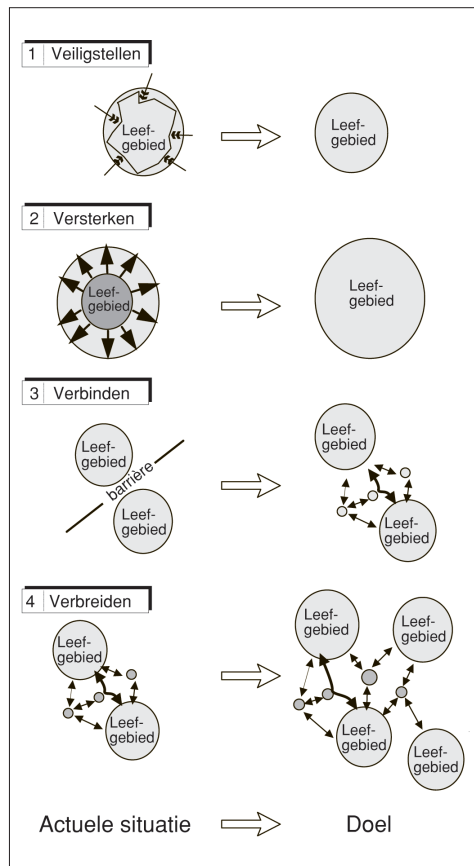 1 Veiligstellen
Leef-
gebied
Leef-
gebied
2 Versterken
Leef-
gebied
Leef-
gebied
3 Verbinden
Leef-
gebied
barrière
Leef-
gebied
Leef-
gebied
Leef-
gebied
4 Verbreiden
Leef-
gebied
Leef-
gebied
Leef-
gebied
Leef-
gebied
Leef-
gebied
Leef-
gebied
Actuele situatie
Doel